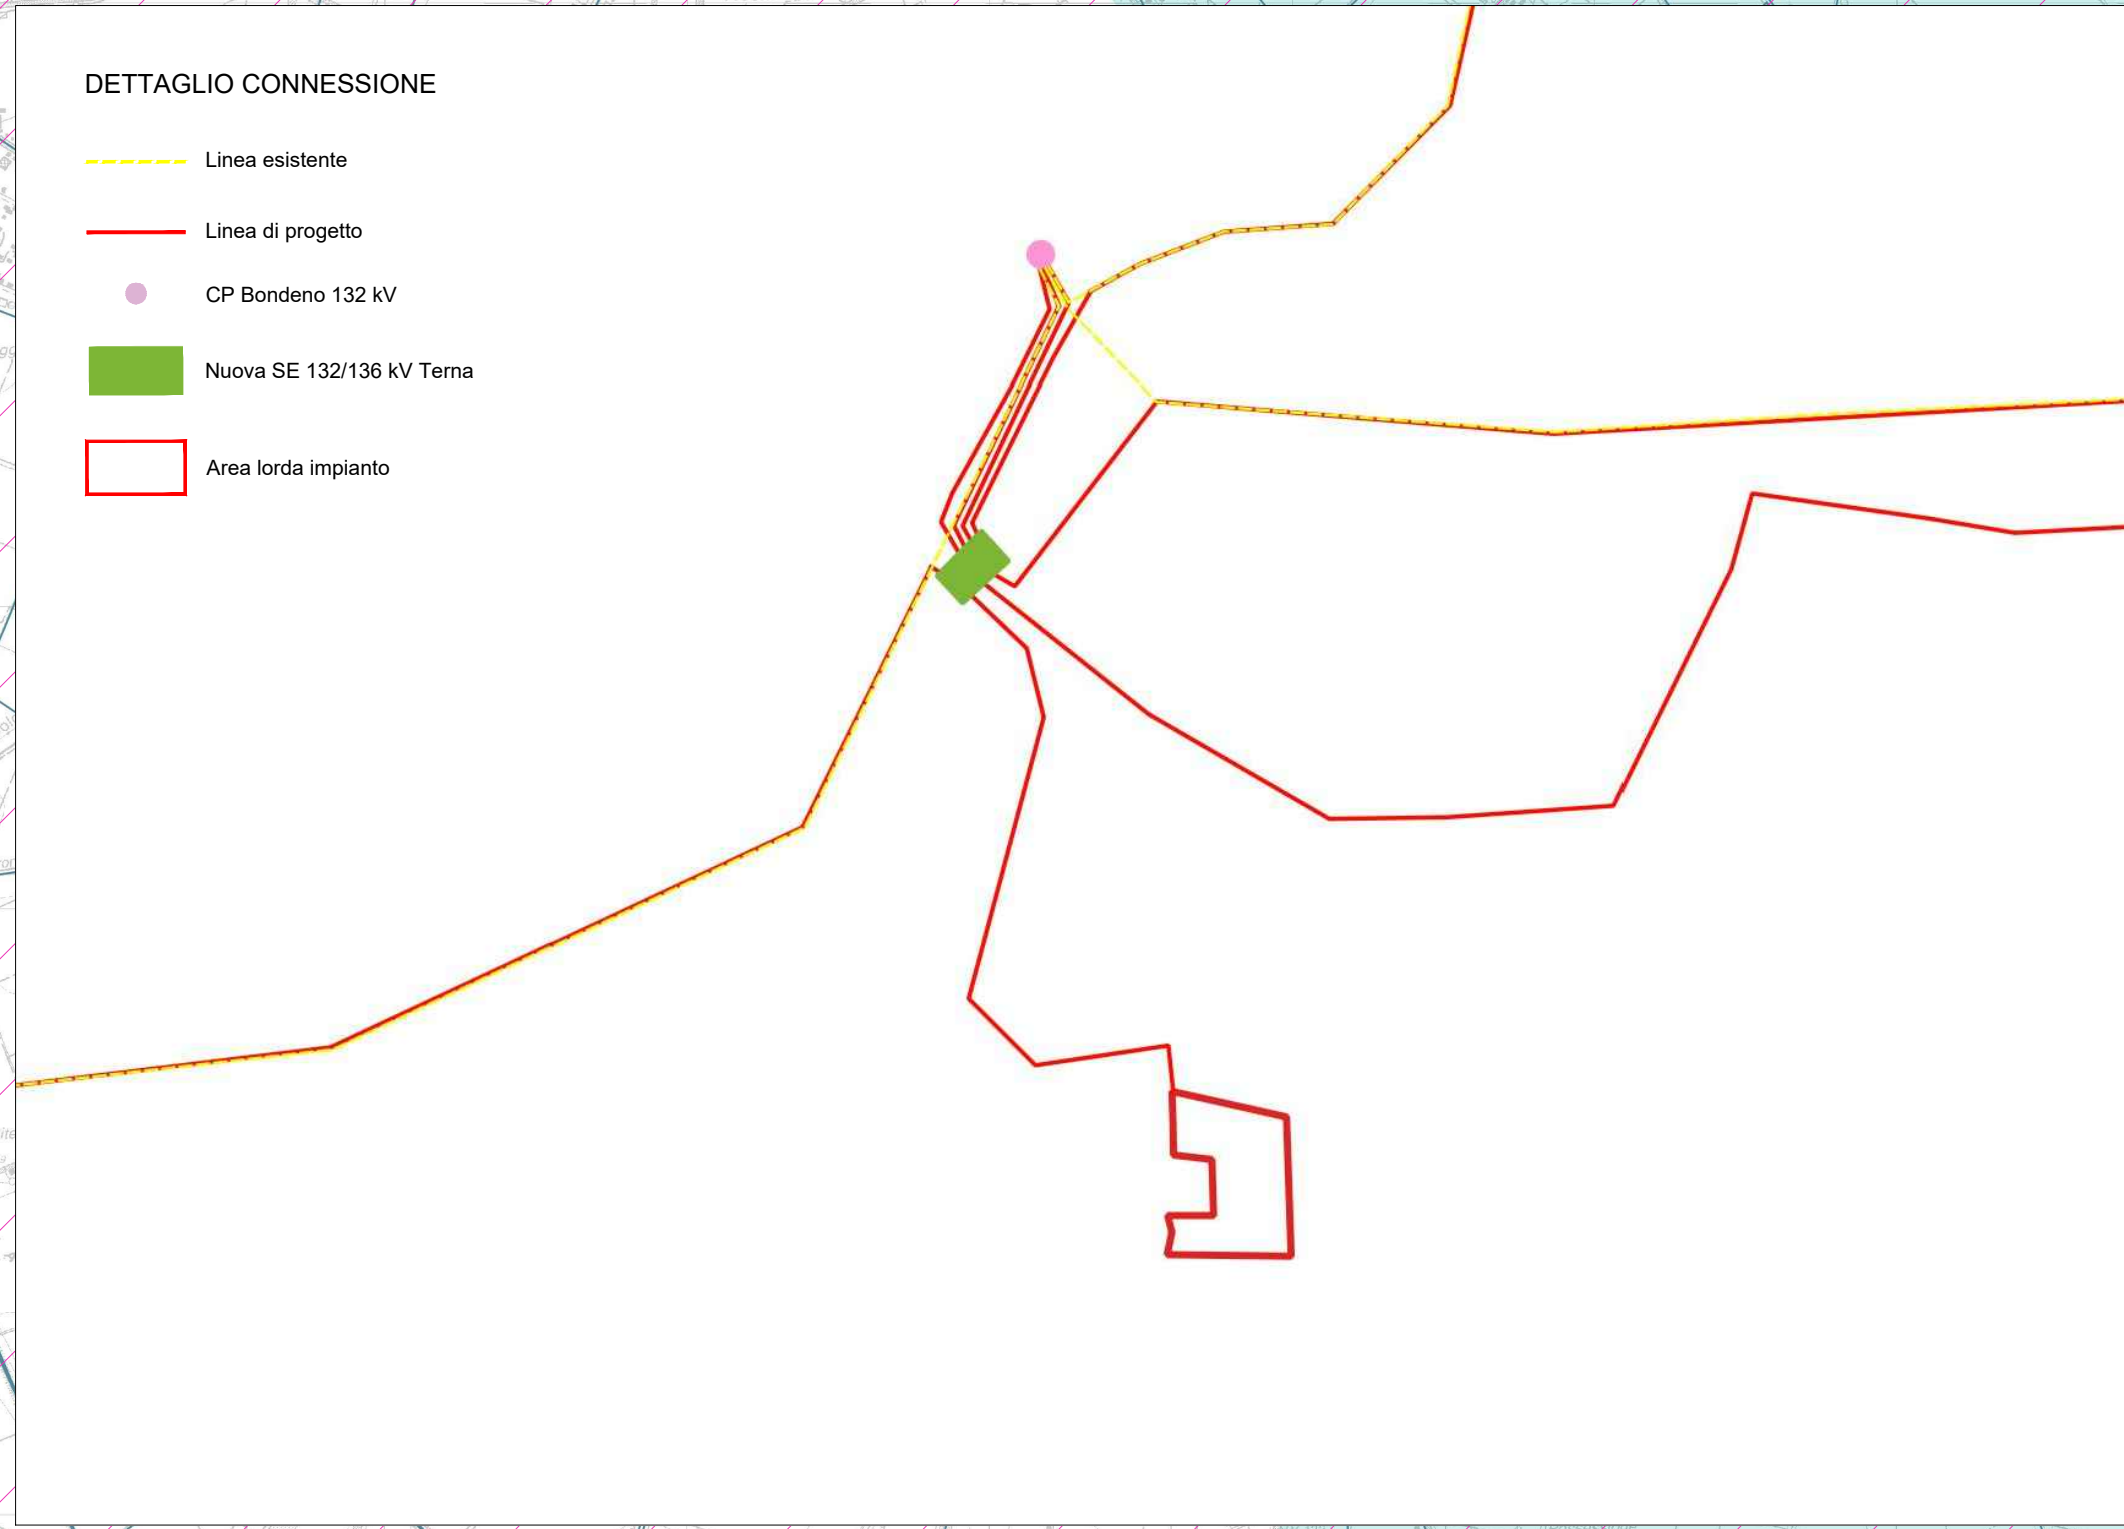 DETTAGLIO CONNESSIONE
Linea esistente
Linea di progetto
CP Bondeno 132 kV
Nuova SE 132/136 kV Terna
Area lorda impianto